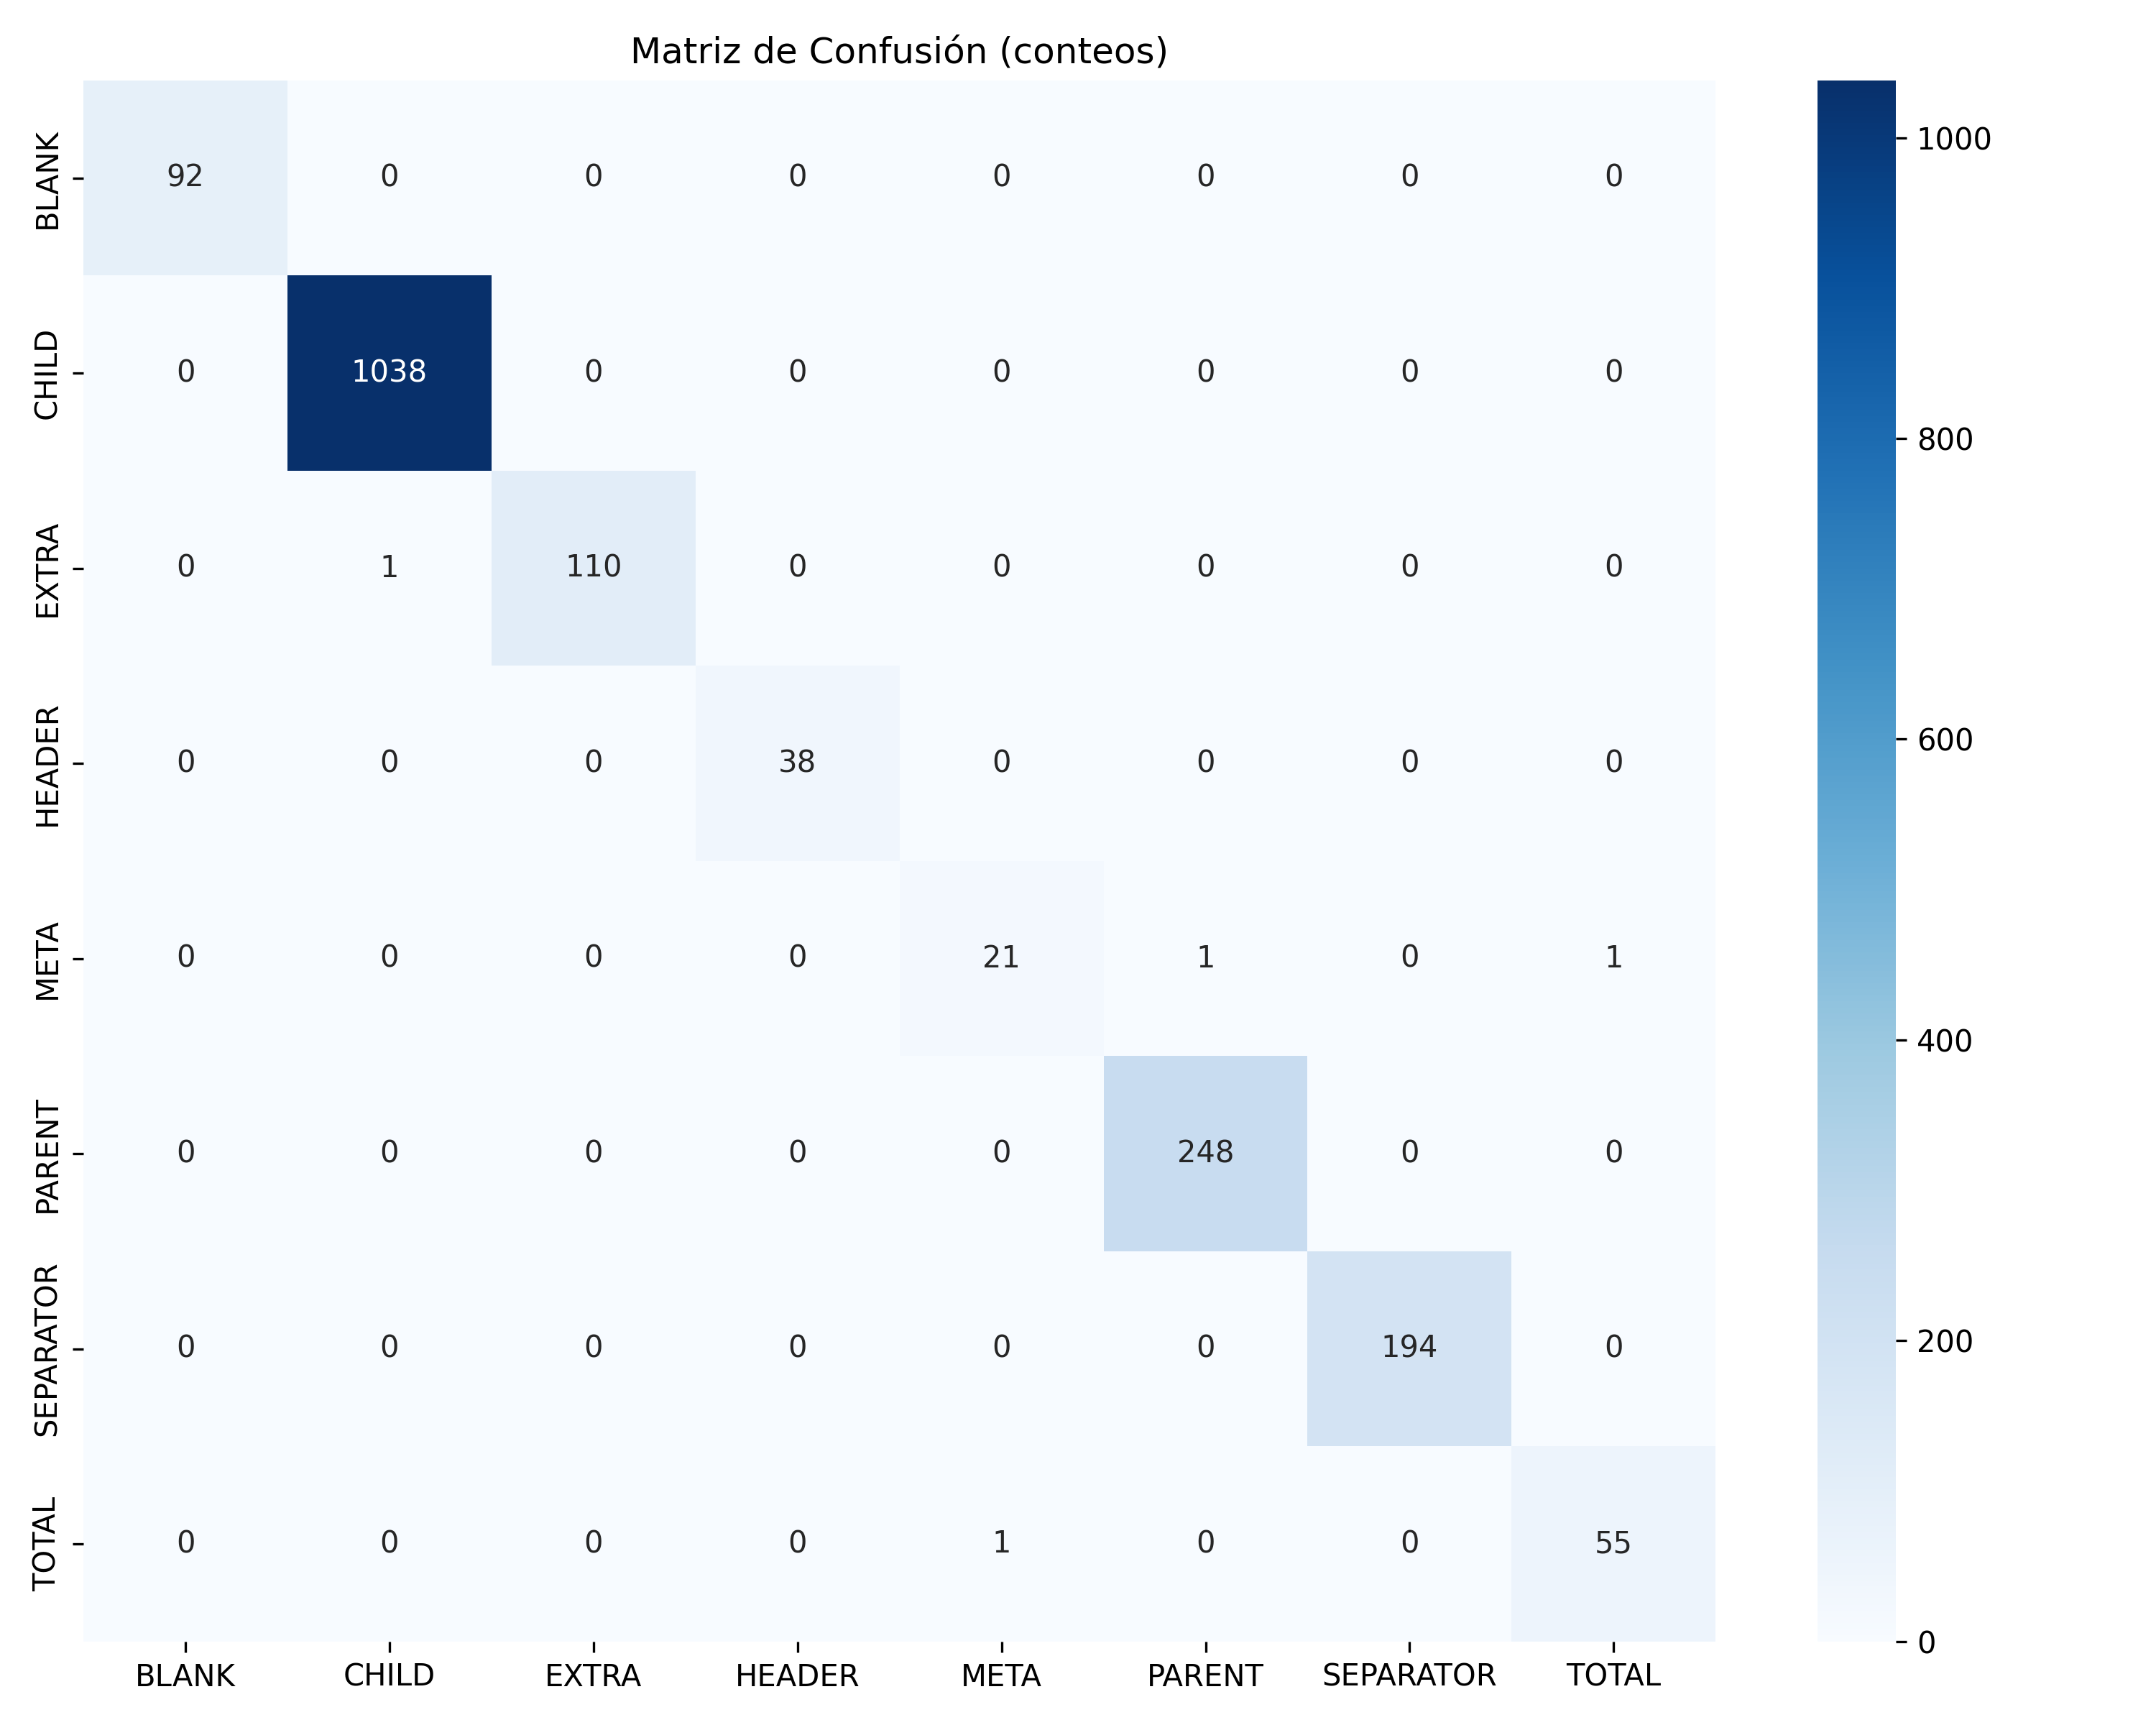 Matriz de Confusión (conteos)
BLANK 92 0 0 0 0 0 0 0
CHILD 0 1038 0 0 0 0 0 0
EXTRA 0 1 110 0 0 0 0 0
HEADER 0 0 0 38 0 0 0 0
META 0 0 0 0 21 1 0 1
PARENT 0 0 0 0 0 248 0 0
SEPARATOR 0 0 0 0 0 0 194 0
TOTAL 0 0 0 0 1 0 0 55
BLANK CHILD EXTRA HEADER META PARENT SEPARATOR TOTAL
1000
800
600
400
200
0